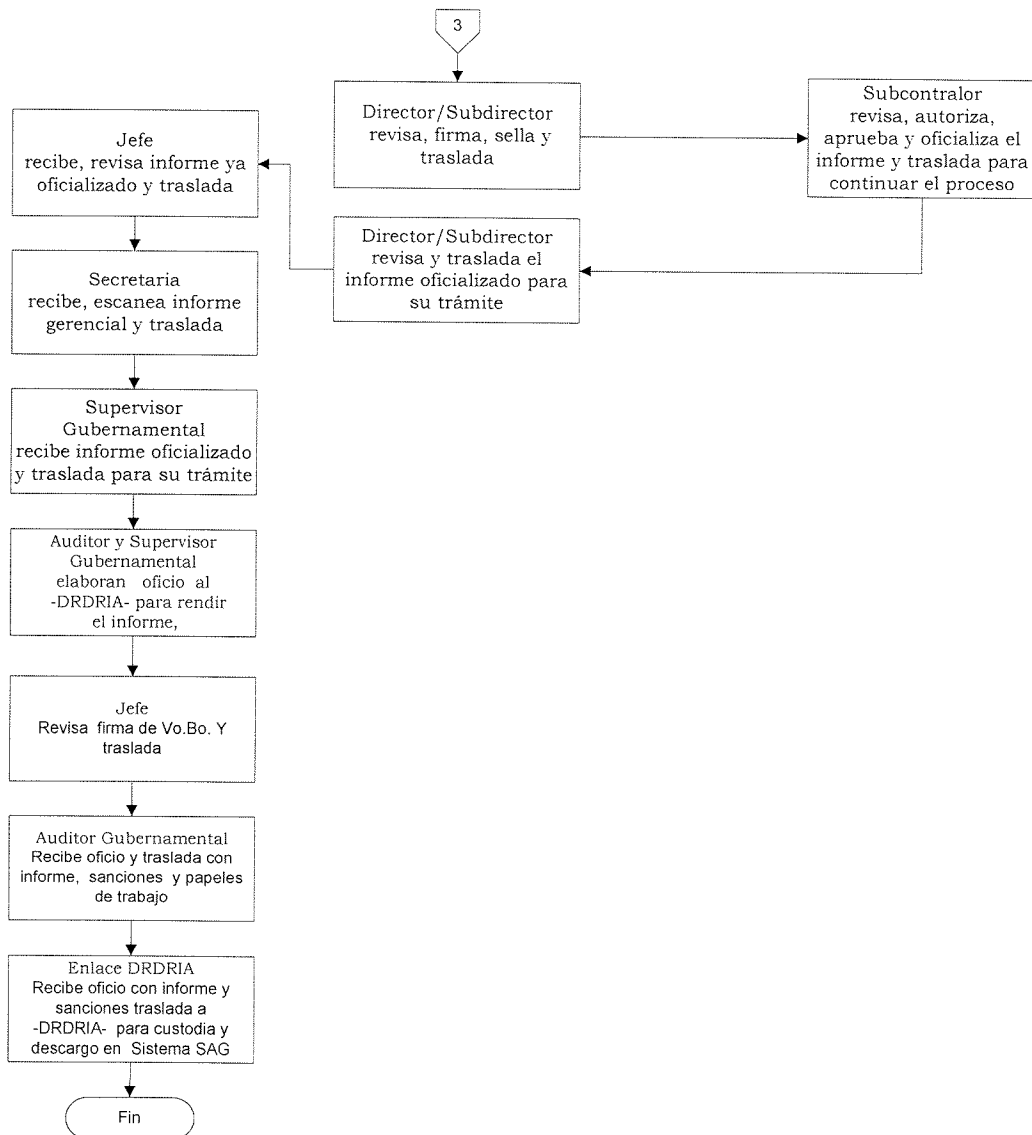 3
Director/Subdirector
revisa, firma, sella y
traslada
Subcontralor
revisa, autoriza,
aprueba y oficializa el
informe y traslada para
continuar el proceso
Director/Subdirector
revisa y traslada el
informe oficializado para
su trámite
Jefe
recibe, revisa informe ya
oficializado y traslada
Secretaria
recibe, escanea informe
gerencial y traslada
Supervisor
Gubernamental
recibe informe oficializado
y traslada para su trámite
Auditor y Supervisor
Gubernamental
elaboran oficio al
-DRDRIA- para rendir
el informe,
Jefe
Revisa firma de Vo.Bo. Y
traslada
Auditor Gubernamental
Recibe oficio y traslada con
informe, sanciones y papeles
de trabajo
Enlace DRDRIA
Recibe oficio con informe y
sanciones traslada a
-DRDRIA- para custodia y
descargo en Sistema SAG
Fin